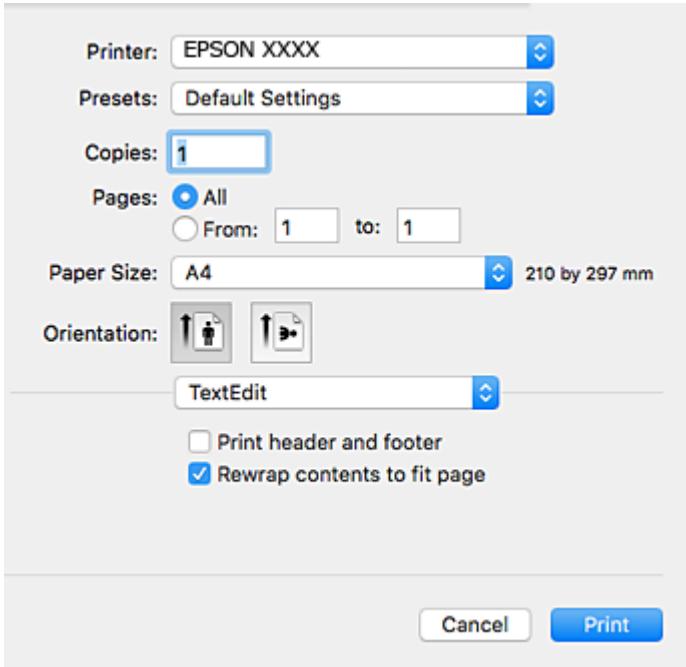 Printer: EPSON XXXX
Presets: Default Settings
Copies: 1
Pages: All
From: 1 to: 1
Paper Size: A4 210 by 297 mm
Orientation:
TextEdit
Print header and footer
Rewrap contents to fit page
Cancel Print